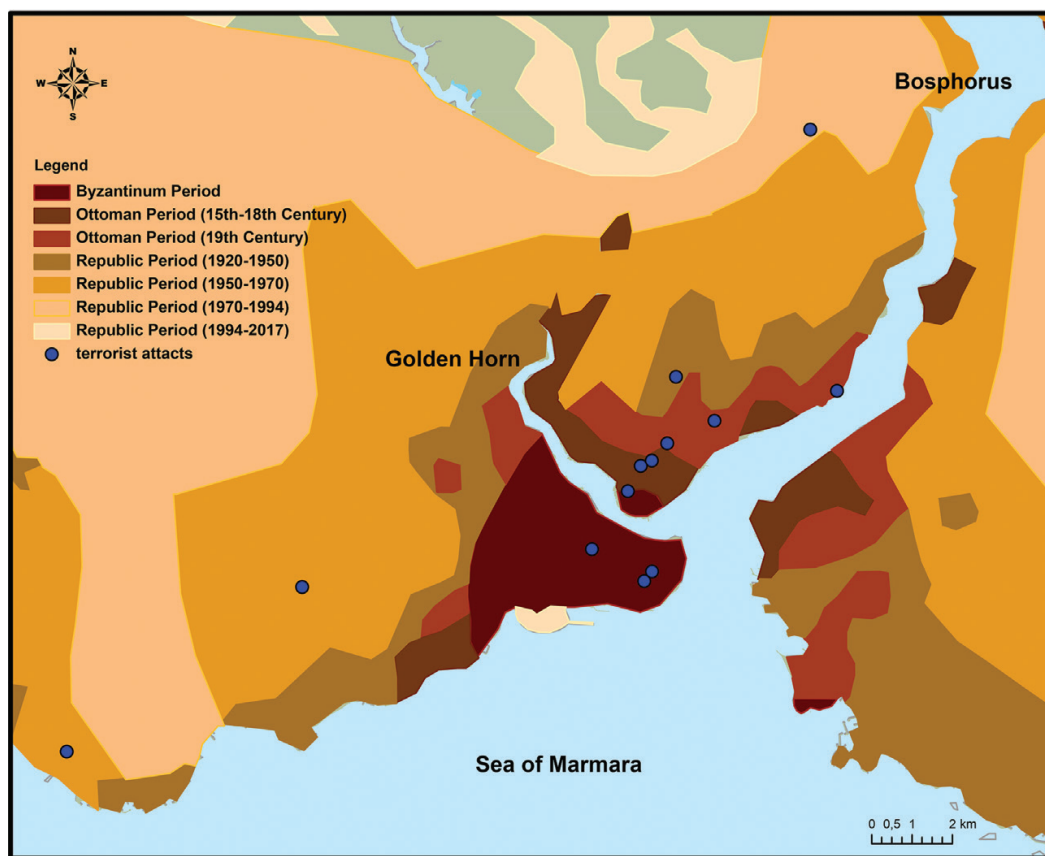 N
W E
S
Bosphorus
Legend
Byzantinum Period
Ottoman Period (15th-18th Century)
Ottoman Period (19th Century)
Republic Period (1920-1950)
Republic Period (1950-1970)
Republic Period (1970-1994)
Republic Period (1994-2017)
terrorist attacts
Golden Horn
Sea of Marmara
0 0,5 1 2 km